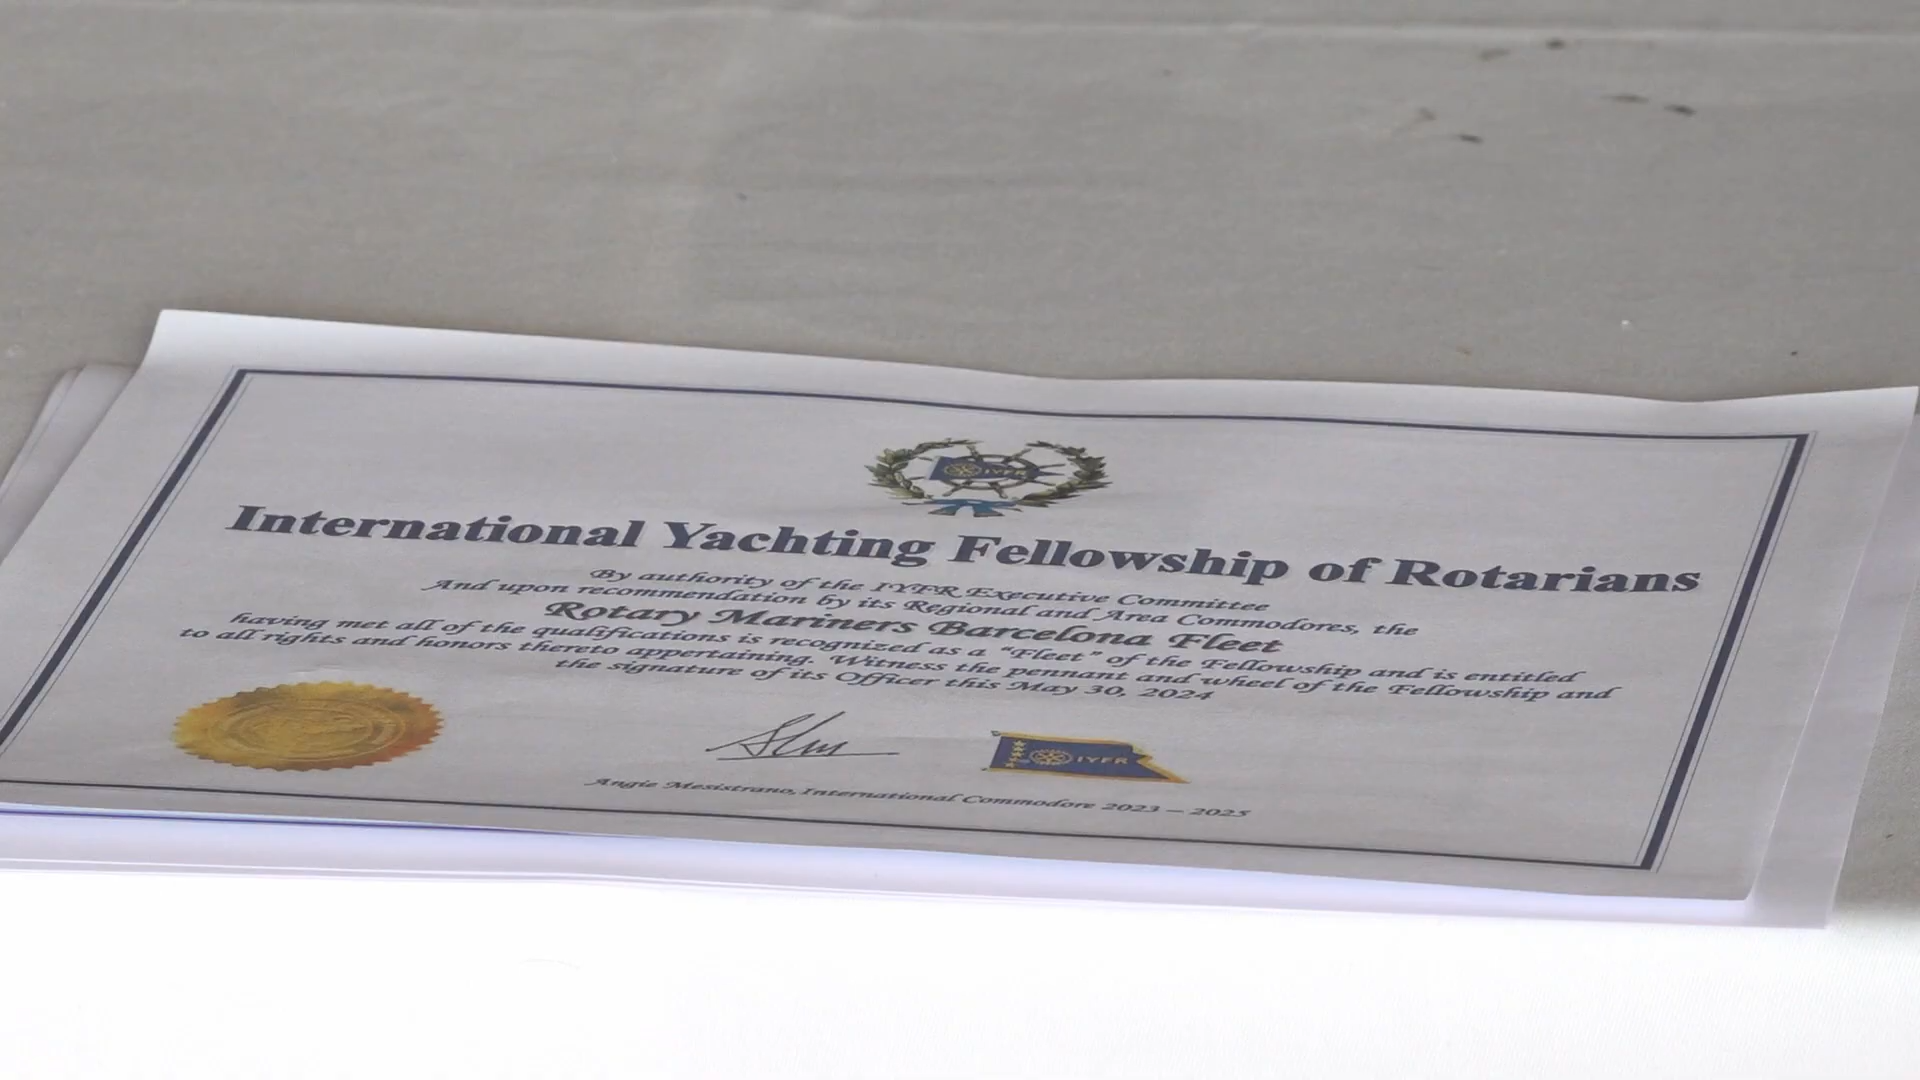 IYFR
International Yachting Fellowship of Rotarians
By authority of the IYFR Executive Committee
And upon recommendation by its Regional and Area Commodores, the
Rotary Mariners Barcelona Fleet
having met all of the qualifications is recognized as a "Fleet" of the Fellowship and is entitled
to all rights and honors thereto appertaining. Witness the pennant and wheel of the Fellowship and
the signature of its Officer this May 30, 2024
IYFR
Angie Mesistrano, International Commodore 2023 – 2025